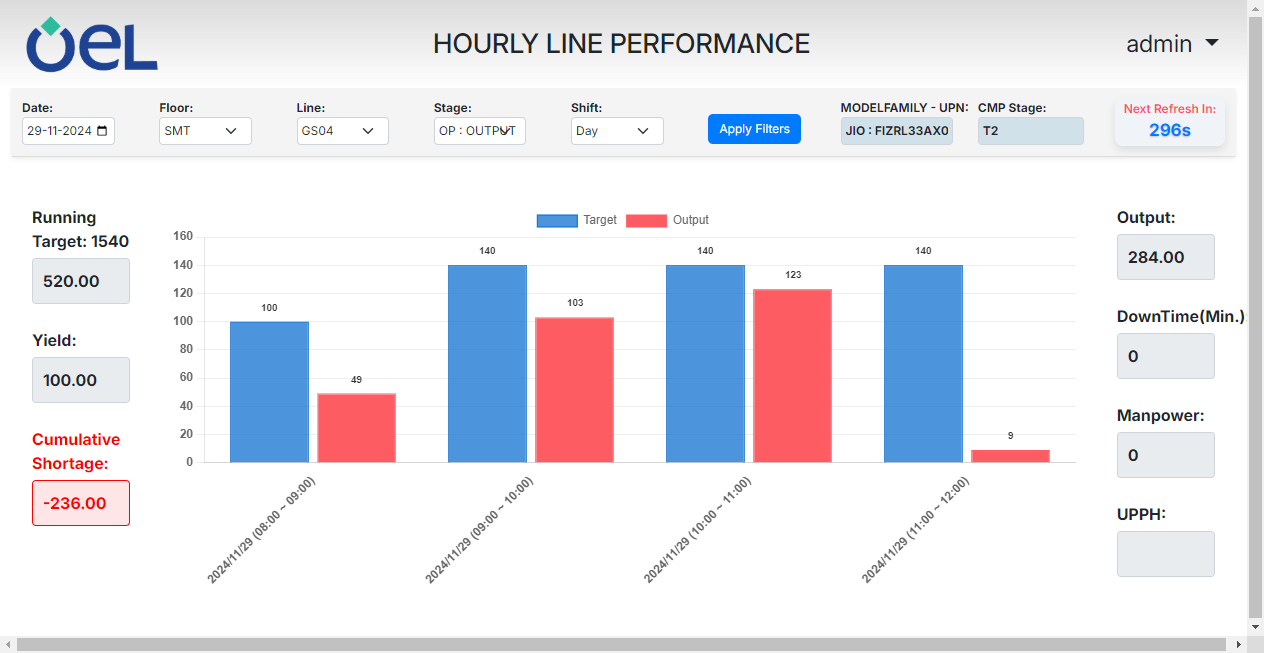 OEL
HOURLY LINE PERFORMANCE
admin
Date:
29-11-2024
Floor:
SMT
Line:
GS04
Stage:
OP : OUTPUT
Shift:
Day
Apply Filters
MODELFAMILY - UPN:
JIO : FIZRL33AX0
CMP Stage:
T2
Next Refresh In:
296s
Running
Target: 1540
520.00
Yield:
100.00
Cumulative
Shortage:
-236.00
Target
Output
160
140
120
100
80
60
40
20
0
100
49
140
103
140
123
140
9
2024/11/29 (08:00 ~ 09:00)
2024/11/29 (09:00 ~ 10:00)
2024/11/29 (10:00 ~ 11:00)
2024/11/29 (11:00 ~ 12:00)
Output:
284.00
DownTime(Min.):
0
Manpower:
0
UPPH: